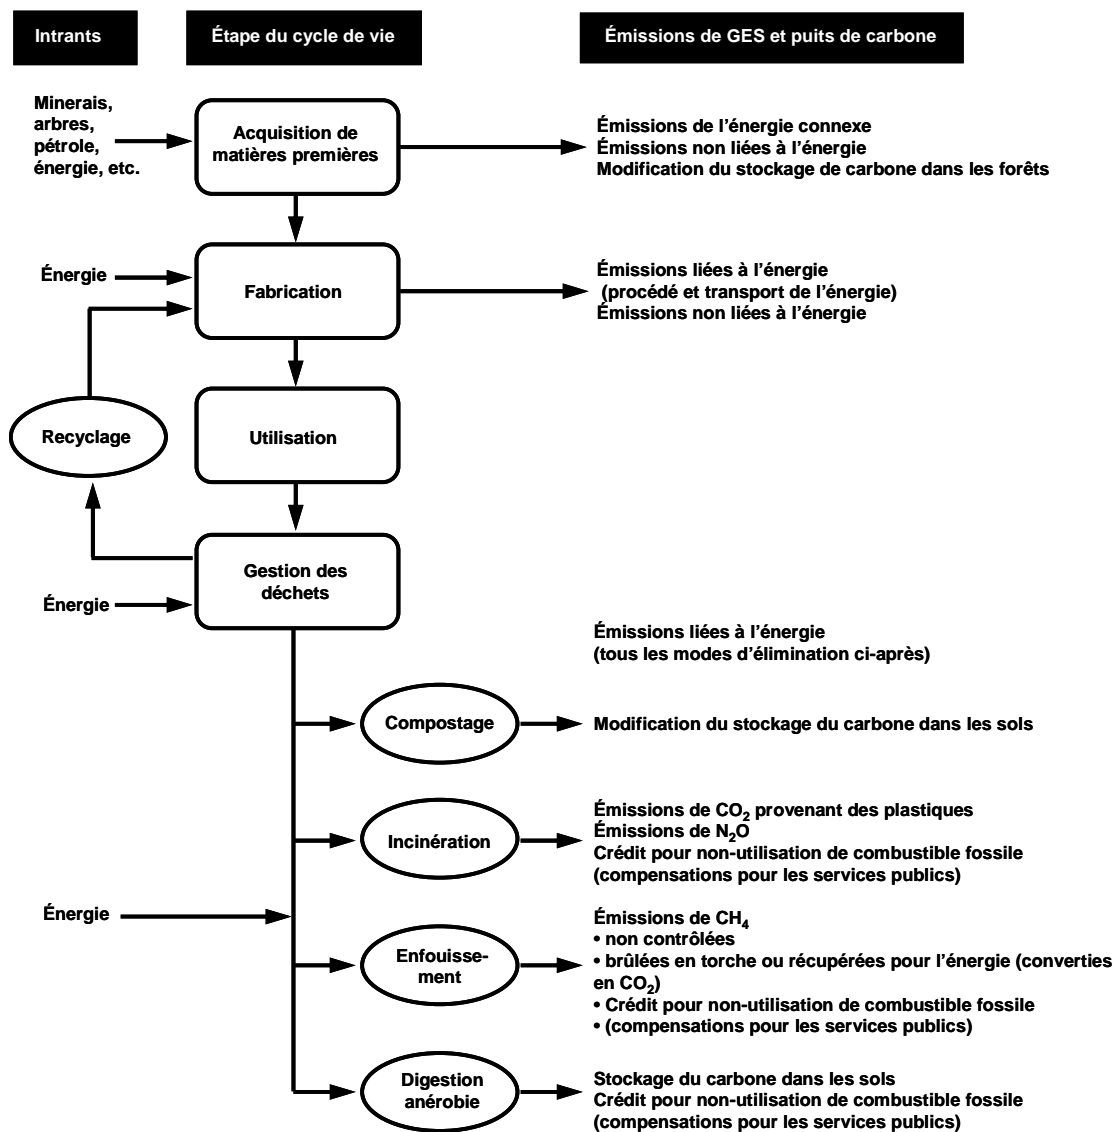 Intrants
Étape du cycle de vie
Émissions de GES et puits de carbone
Minerais,
arbres,
pétrole,
énergie, etc.
Acquisition de
matières premières
Émissions de l'énergie connexe
Émissions non liées à l'énergie
Modification du stockage de carbone dans les forêts
Énergie
Fabrication
Émissions liées à l'énergie
(procédé et transport de l'énergie)
Émissions non liées à l'énergie
Recyclage
Utilisation
Gestion des
déchets
Énergie
Émissions liées à l'énergie
(tous les modes d'élimination ci-après)
Compostage
Modification du stockage du carbone dans les sols
Incinération
Émissions de CO2 provenant des plastiques
Émissions de N2O
Crédit pour non-utilisation de combustible fossile
(compensations pour les services publics)
Énergie
Enfouisse-
ment
Émissions de CH4
• non contrôlées
• brûlées en torche ou récupérées pour l'énergie (converties
en CO2)
• Crédit pour non-utilisation de combustible fossile
• (compensations pour les services publics)
Digestion
anérobie
Stockage du carbone dans les sols
Crédit pour non-utilisation de combustible fossile
(compensations pour les services publics)